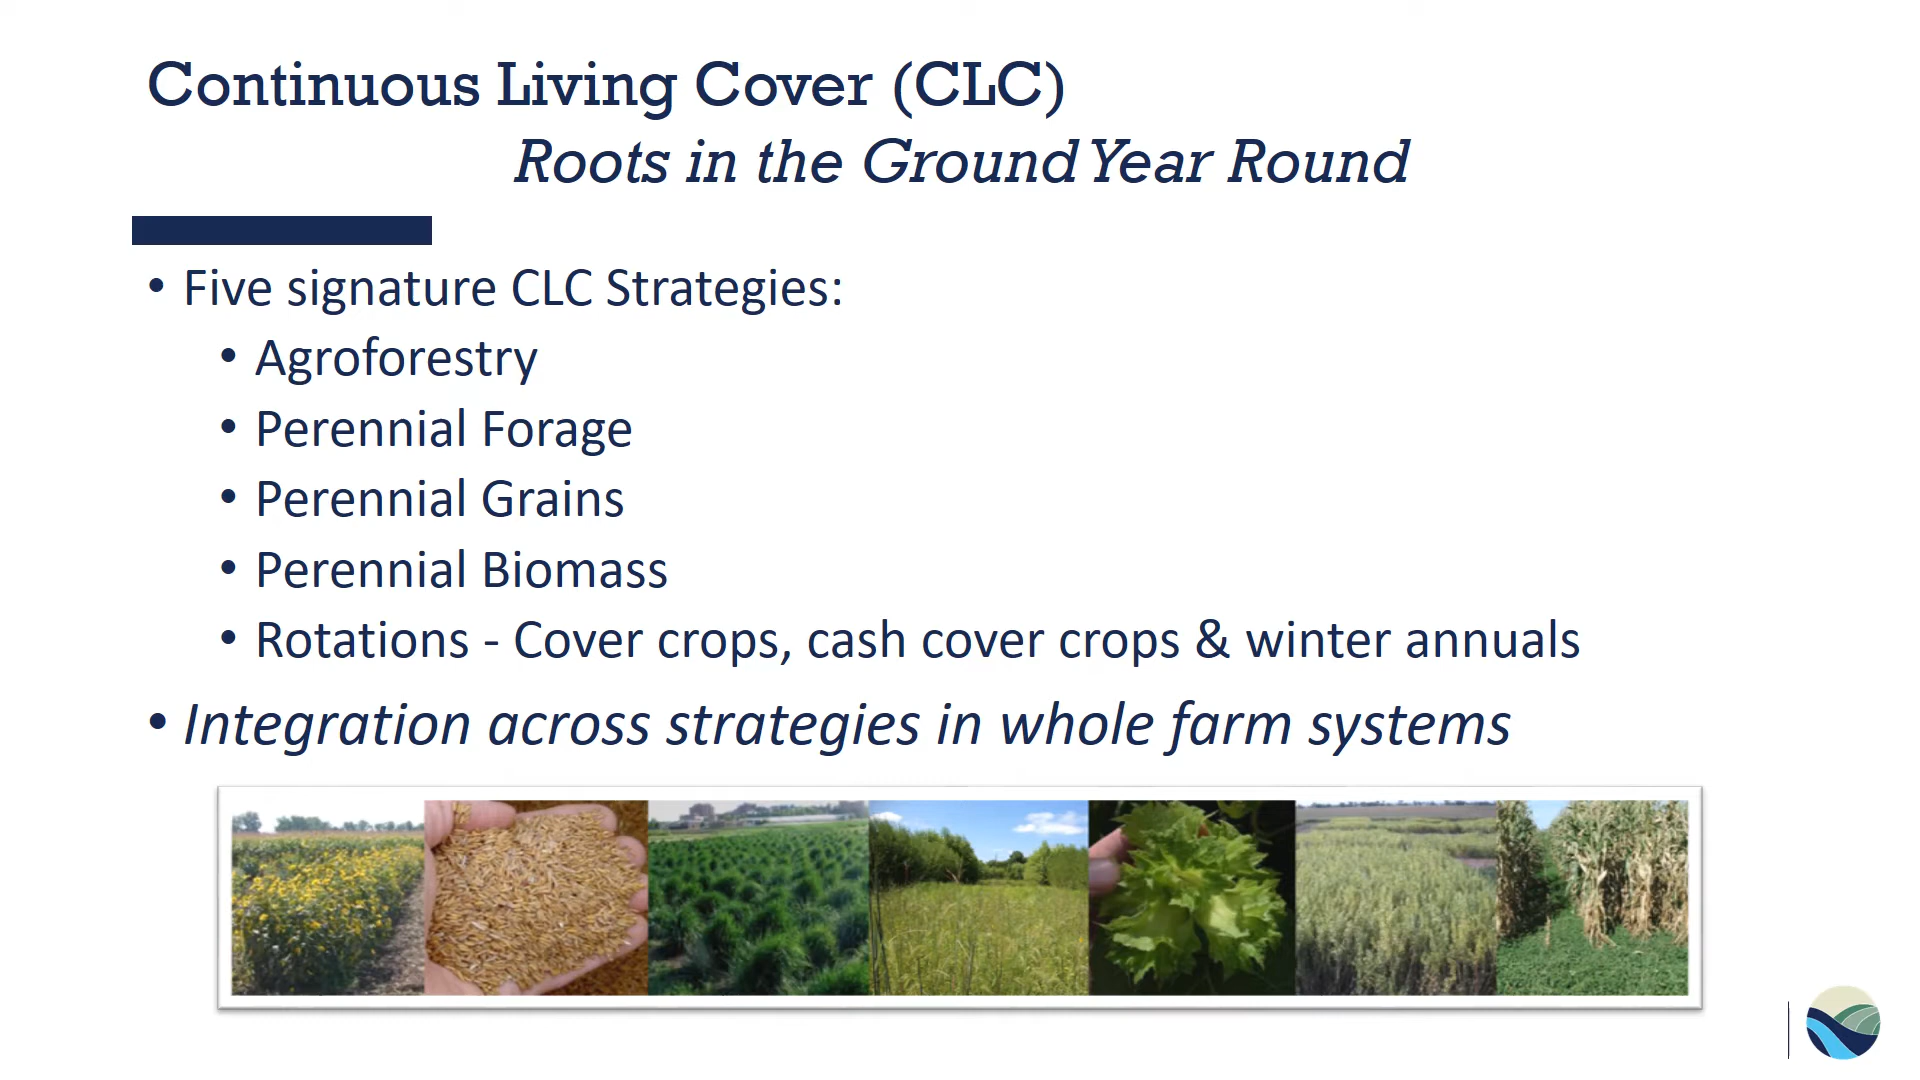 Continuous Living Cover (CLC)
Roots in the Ground Year Round
• Five signature CLC Strategies:
• Agroforestry
• Perennial Forage
• Perennial Grains
• Perennial Biomass
• Rotations - Cover crops, cash cover crops & winter annuals
• Integration across strategies in whole farm systems